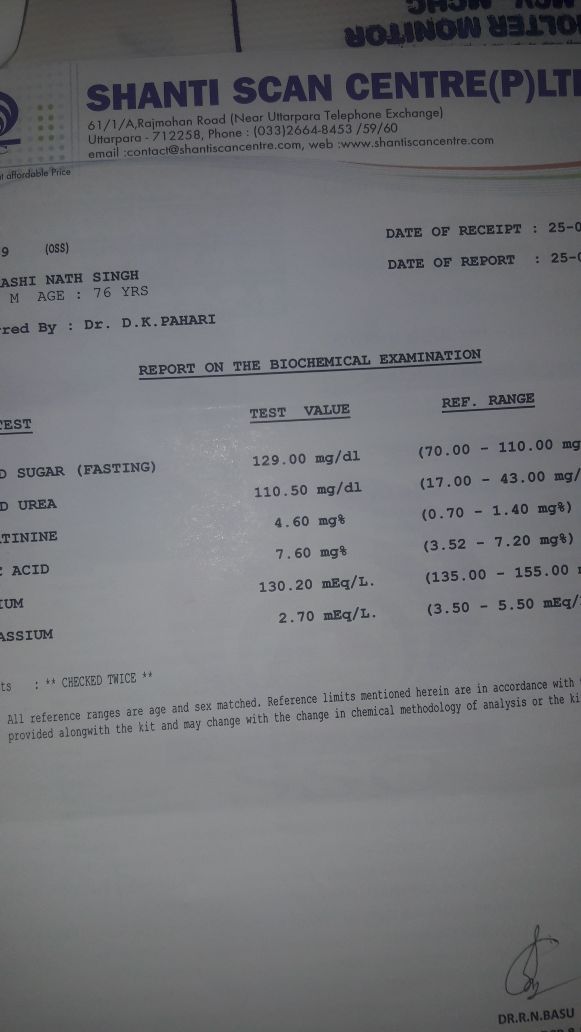 MCV MCHC
HOLTER MONITOR
SHANTI SCAN CENTRE(P)LT
61/1/A,Rajmohan Road (Near Uttarpara Telephone Exchange)
Uttarpara - 712258, Phone : (033)2664-8453 /59/60
email :contact@shantiscancentre.com, web :www.shantiscancentre.com
t affordable Price
9 (OSS)
DATE OF RECEIPT : 25-0
ASHI NATH SINGH
DATE OF REPORT : 25-0
M AGE : 76 YRS
rred By : Dr. D.K.PAHARI
REPORT ON THE BIOCHEMICAL EXAMINATION
TEST TEST VALUE REF. RANGE
D SUGAR (FASTING) 129.00 mg/dl (70.00 - 110.00 mg
D UREA 110.50 mg/dl (17.00 - 43.00 mg/
TININE 4.60 mg% (0.70 - 1.40 mg%)
C ACID 7.60 mg% (3.52 - 7.20 mg%)
IUM 130.20 mEq/L. (135.00 - 155.00 m
ASSIUM 2.70 mEq/L. (3.50 - 5.50 mEq/
ts : ** CHECKED TWICE **
All reference ranges are age and sex matched. Reference limits mentioned herein are in accordance with
provided alongwith the kit and may change with the change in chemical methodology of analysis or the ki
DR.R.N.BASU